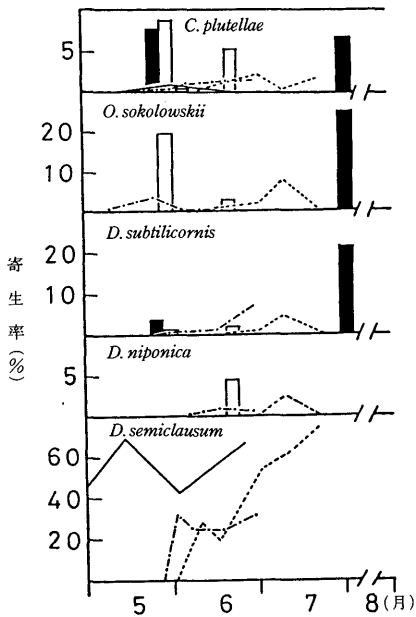 C. plutellae
5
O. sokolowskii
20
10
D. subtilicornis
20
10
寄生率(%)
D. niponica
5
D. semiclausum
60
40
20
5 6 7 8 (月)